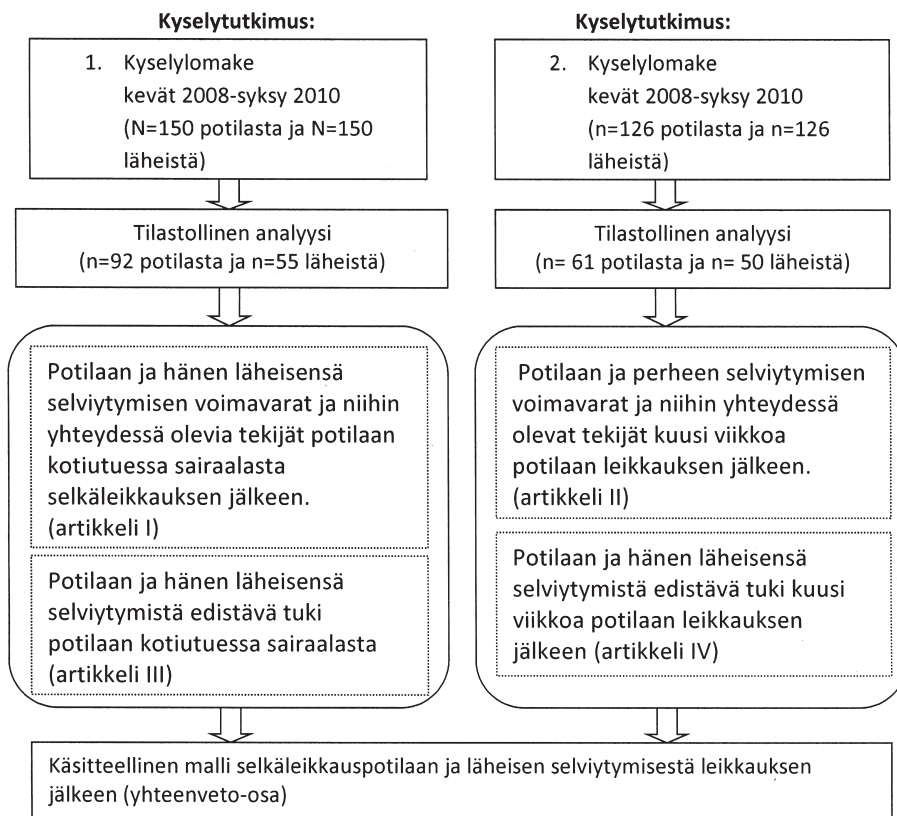 Kyselytutkimus:
1. Kyselylomake
kevät 2008-syksy 2010
(N=150 potilasta ja N=150
läheistä)
Tilastollinen analyysi
(n=92 potilasta ja n=55 läheistä)
Potilaan ja hänen läheisensä
selviytymisen voimavarat ja niihin
yhteydessä olevia tekijät potilaan
kotiutuessa sairaalasta
selkäleikkauksen jälkeen.
(artikkeli I)
Potilaan ja hänen läheisensä
selviytymistä edistävä tuki
potilaan kotiutuessa sairaalasta
(artikkeli III)
Kyselytutkimus:
2. Kyselylomake
kevät 2008-syksy 2010
(n=126 potilasta ja n=126
läheistä)
Tilastollinen analyysi
(n= 61 potilasta ja n= 50 läheistä)
Potilaan ja perheen selviytymisen
voimavarat ja niihin yhteydessä
olevat tekijät kuusi viikkoa
potilaan leikkauksen jälkeen.
(artikkeli II)
Potilaan ja hänen läheisensä
selviytymistä edistävä tuki kuusi
viikkoa potilaan leikkauksen
jälkeen (artikkeli IV)
Käsitteellinen malli selkäleikkauspotilaan ja läheisen selviytymisestä leikkauksen
jälkeen (yhteenveto-osa)